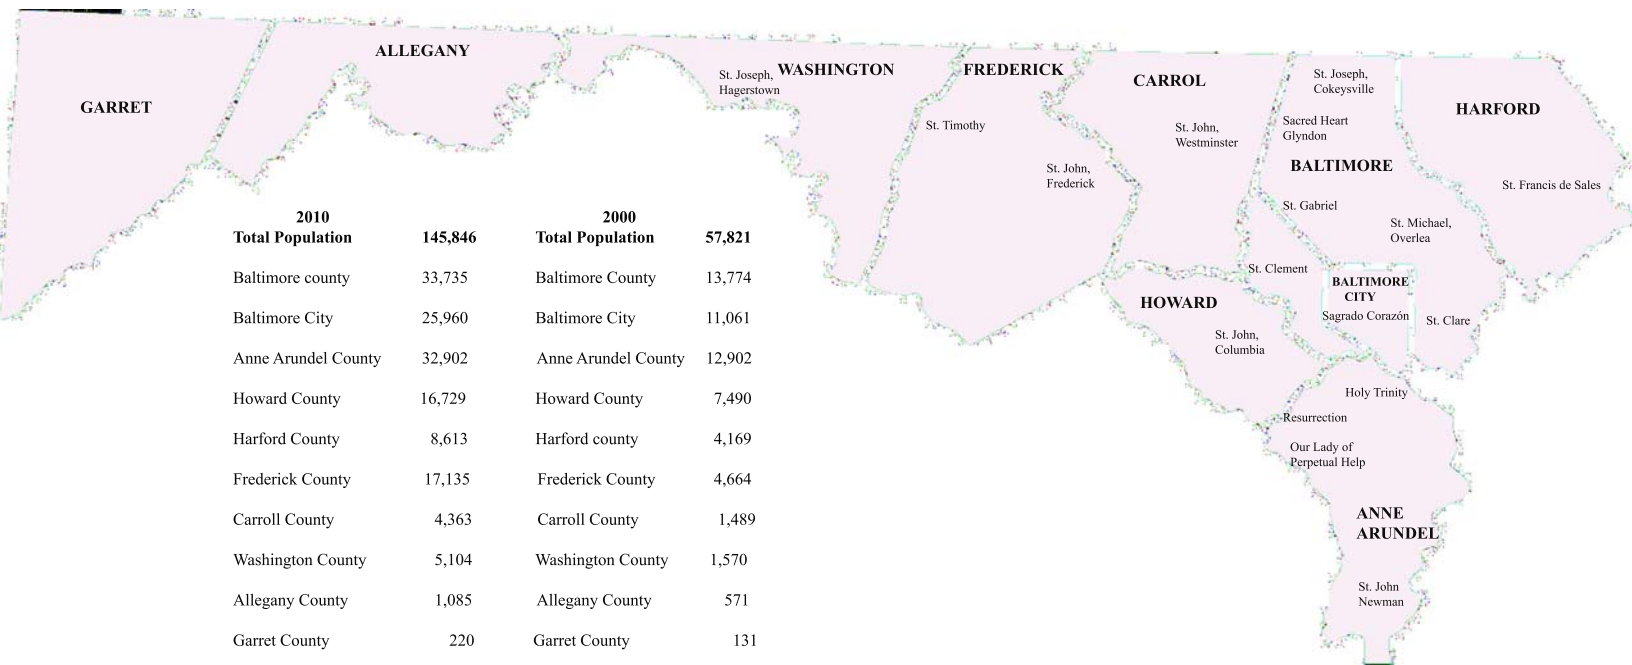 GARRET
ALLEGANY
St. Joseph,
Hagerstown
WASHINGTON
FREDERICK
St. Timothy
St. John,
Frederick
CARROL
St. John,
Westminster
St. Joseph,
Cokeysville
Sacred Heart
Glyndon
BALTIMORE
St. Gabriel
St. Michael,
Overlea
HARFORD
St. Francis de Sales
St. Clement
BALTIMORE
CITY
Sagrado Corazón
St. Clare
HOWARD
St. John,
Columbia
Holy Trinity
Resurrection
Our Lady of
Perpetual Help
ANNE
ARUNDEL
St. John
Newman
2010 2000
Total Population 145,846 Total Population 57,821
Baltimore county 33,735 Baltimore County 13,774
Baltimore City 25,960 Baltimore City 11,061
Anne Arundel County 32,902 Anne Arundel County 12,902
Howard County 16,729 Howard County 7,490
Harford County 8,613 Harford county 4,169
Frederick County 17,135 Frederick County 4,664
Carroll County 4,363 Carroll County 1,489
Washington County 5,104 Washington County 1,570
Allegany County 1,085 Allegany County 571
Garret County 220 Garret County 131